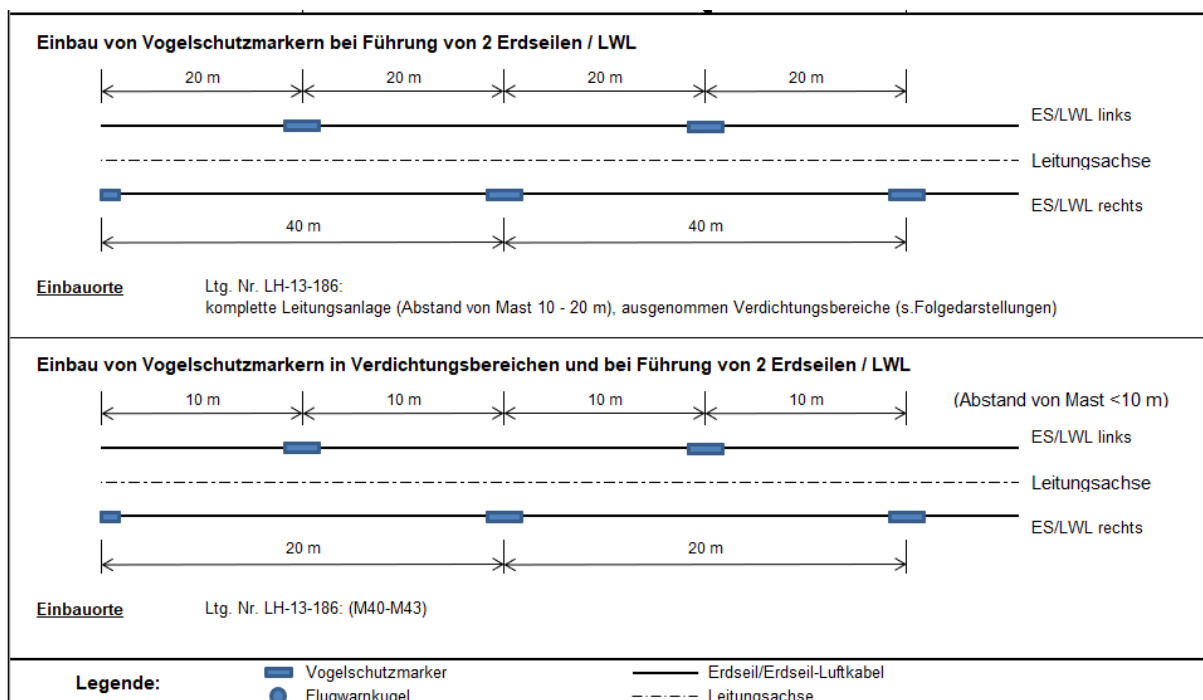 Einbau von Vogelschutzmarkern bei Führung von 2 Erdseilen / LWL
20 m 20 m 20 m 20 m
ES/LWL links
Leitungsachse
ES/LWL rechts
40 m 40 m
Einbauorte Ltg. Nr. LH-13-186:
komplette Leitungsanlage (Abstand von Mast 10 - 20 m), ausgenommen Verdichtungsbereiche (s.Folgedarstellungen)
Einbau von Vogelschutzmarkern in Verdichtungsbereichen und bei Führung von 2 Erdseilen / LWL
10 m 10 m 10 m 10 m (Abstand von Mast <10 m)
ES/LWL links
Leitungsachse
ES/LWL rechts
20 m 20 m
Einbauorte Ltg. Nr. LH-13-186: (M40-M43)
Legende: Vogelschutzmarker Erdseil/Erdseil-Luftkabel
Flugwarnkugel Leitungsachse